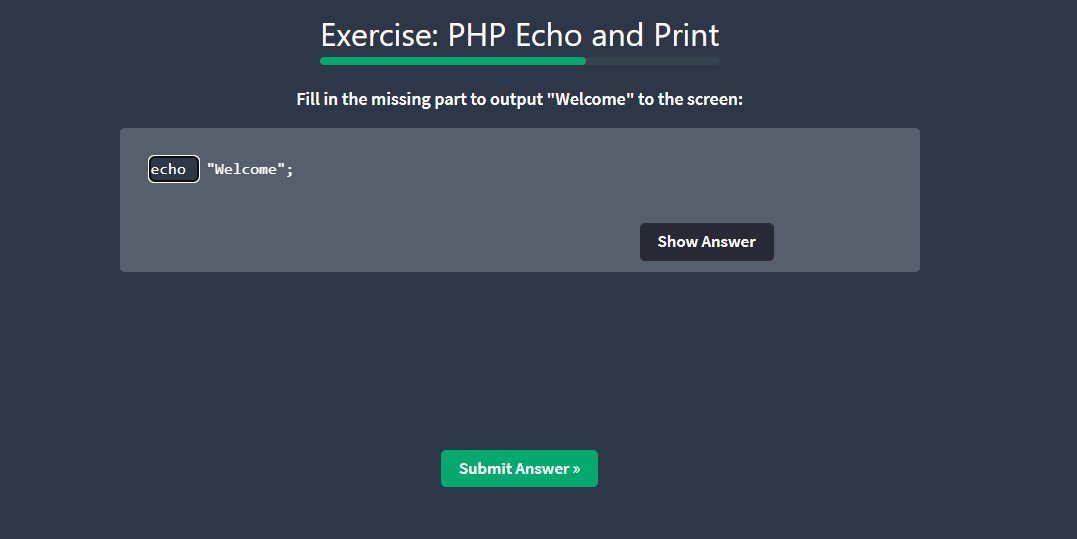 Exercise: PHP Echo and Print
Fill in the missing part to output "Welcome" to the screen:
echo "Welcome";
Show Answer
Submit Answer »